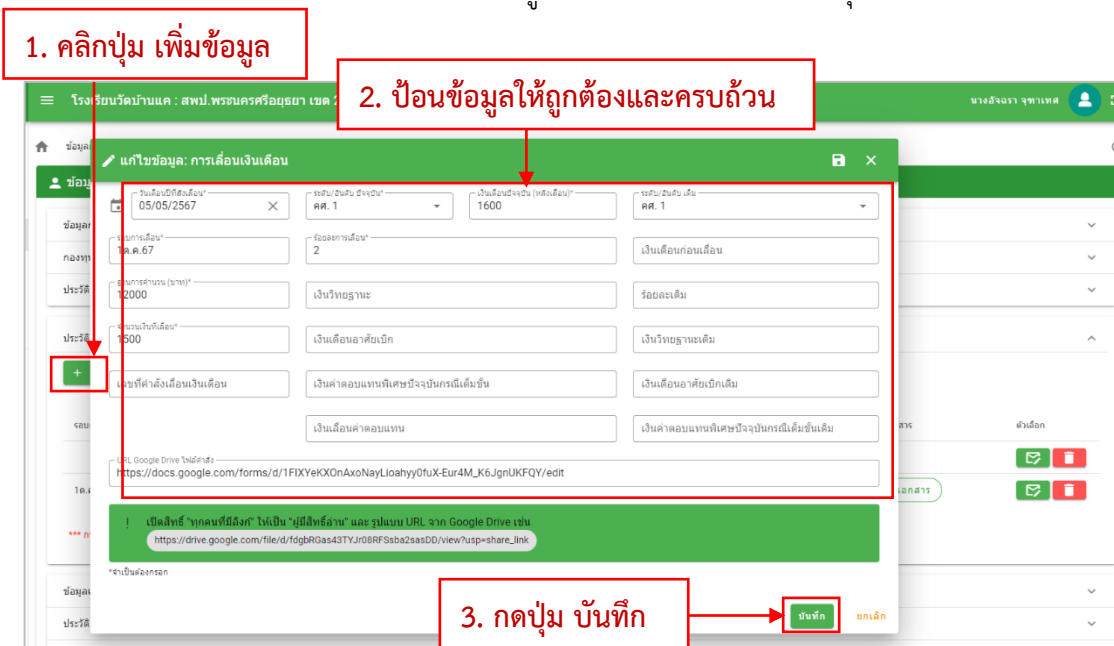 1. คลิกปุ่ม เพิ่มข้อมูล
2. ป้อนข้อมูลให้ถูกต้องและครบถ้วน
โรงเรียนวัดบ้านแค : สพป.พระนครศรีอยุธยา เขต 2
นางอัจฉรา จุฑาเทศ
แก้ไขข้อมูล: การเลื่อนเงินเดือน
วันเดือนปีที่สั่งเลื่อน*
05/05/2567
ระดับ/อันดับ ปัจจุบัน*
คศ. 1
เงินเดือนปัจจุบัน (หลังเลื่อน)*
1600
ระดับ/อันดับ เดิม
คศ. 1
รอบการเลื่อน*
1ต.ค.67
ร้อยละการเลื่อน*
2
เงินเดือนก่อนเลื่อน
ฐานการคำนวน (บาท)*
12000
เงินวิทยฐานะ
ร้อยละเดิม
จำนวนเงินที่เลื่อน*
1500
เงินเดือนอาศัยเบิก
เงินวิทยฐานะเดิม
เลขที่คำสั่งเลื่อนเงินเดือน
เงินค่าตอบแทนพิเศษปัจจุบันกรณีเต็มขั้น
เงินเดือนอาศัยเบิกเดิม
เงินเลื่อนค่าตอบแทน
เงินค่าตอบแทนพิเศษปัจจุบันกรณีเต็มขั้นเดิม
ตัวเลือก
URL Google Drive ไฟล์คำสั่ง
https://docs.google.com/forms/d/1FIXYeKXOnAxoNayLioahyy0fuX-Eur4M_K6JgnUKFQY/edit
! เปิดสิทธิ์ "ทุกคนที่มีลิงก์" ให้เป็น "ผู้มีสิทธิ์อ่าน" และ รูปแบบ URL จาก Google Drive เช่น
https://drive.google.com/file/d/fdgbRGas43TYJr08RFSsba2sasDD/view?usp=share_link
*จำเป็นต้องกรอก
3. กดปุ่ม บันทึก
บันทึก
ยกเลิก